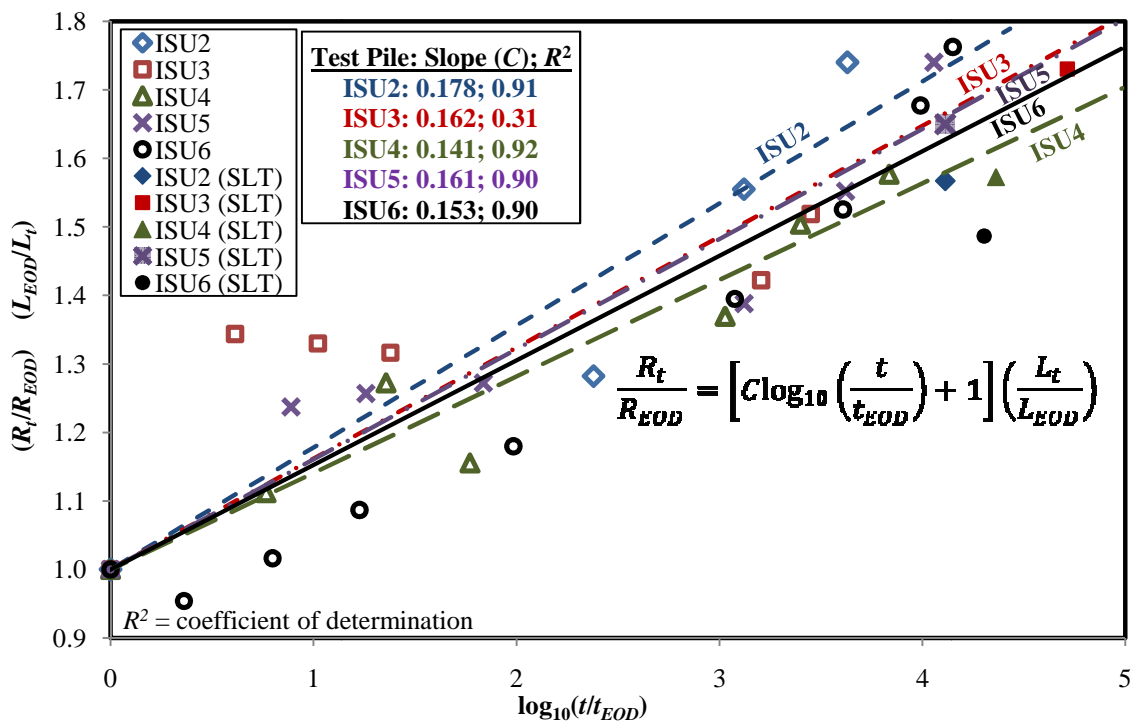 1.8
1.7
1.6
1.5
1.4
1.3
1.2
1.1
1.0
0.9
(R_t/R_EOD) (L_EOD/L_t)
ISU2
ISU3
ISU4
ISU5
ISU6
ISU2 (SLT)
ISU3 (SLT)
ISU4 (SLT)
ISU5 (SLT)
ISU6 (SLT)
Test Pile: Slope (C); R²
ISU2: 0.178; 0.91
ISU3: 0.162; 0.31
ISU4: 0.141; 0.92
ISU5: 0.161; 0.90
ISU6: 0.153; 0.90
ISU2
ISU3
ISU5
ISU6
ISU4
R_t/R_EOD = [C log₁₀ (t/t_EOD) + 1] (L_t/L_EOD)
R² = coefficient of determination
0 1 2 3 4 5
log₁₀(t/t_EOD)